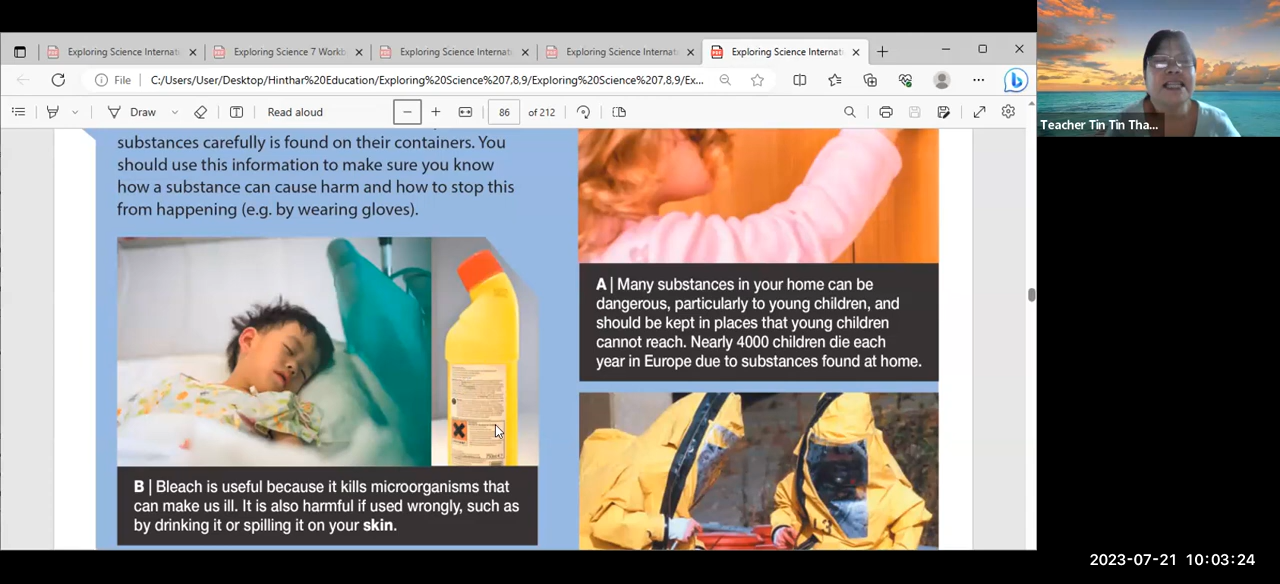 Exploring Science Internati
Exploring Science 7 Workb
Exploring Science Internati
Exploring Science Internati
Exploring Science Internati
File
C:/Users/User/Desktop/Hinthar%20Education/Exploring%20Science%207,8,9/Exploring%20Science%207,8,9/Ex...
Draw
Read aloud
86 of 212
Teacher Tin Tin Tha...
substances carefully is found on their containers. You
should use this information to make sure you know
how a substance can cause harm and how to stop this
from happening (e.g. by wearing gloves).
B | Bleach is useful because it kills microorganisms that
can make us ill. It is also harmful if used wrongly, such as
by drinking it or spilling it on your skin.
A | Many substances in your home can be
dangerous, particularly to young children, and
should be kept in places that young children
cannot reach. Nearly 4000 children die each
year in Europe due to substances found at home.
2023-07-21 10:03:24